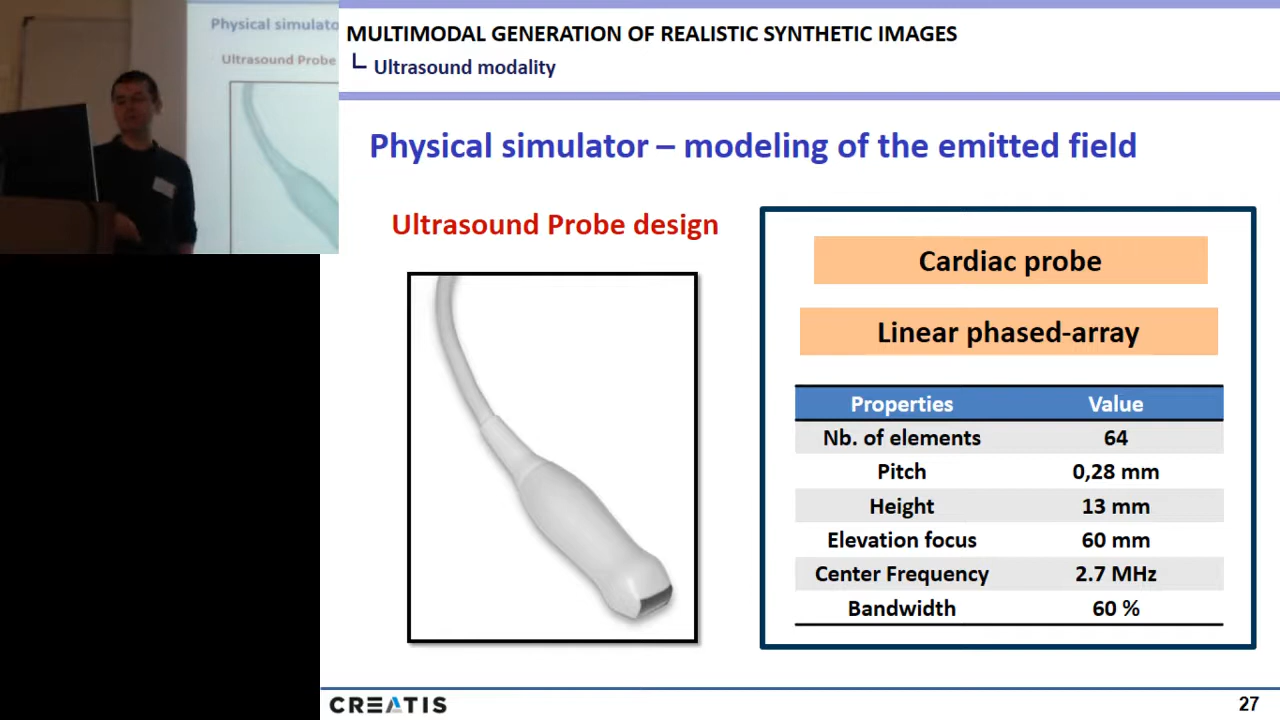 Physical simulato
Ultrasound Probe
MULTIMODAL GENERATION OF REALISTIC SYNTHETIC IMAGES
Ultrasound modality
Physical simulator – modeling of the emitted field
Ultrasound Probe design
Cardiac probe
Linear phased-array
Properties Value
Nb. of elements 64
Pitch 0,28 mm
Height 13 mm
Elevation focus 60 mm
Center Frequency 2.7 MHz
Bandwidth 60 %
CREATIS
27